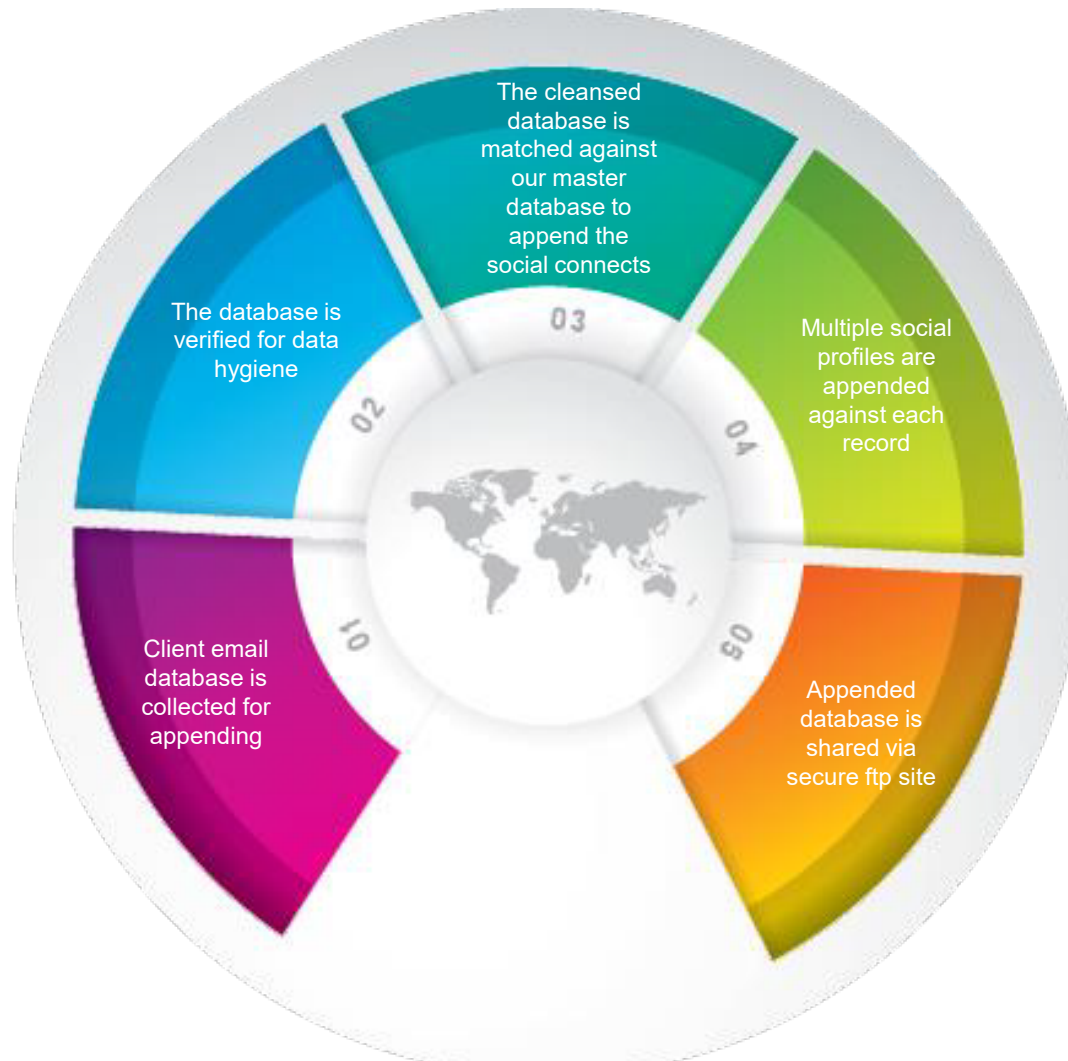 Client email
database is
collected for
appending
01
The database is
verified for data
hygiene
02
The cleansed
database is
matched against
our master
database to
append the
social connects
03
Multiple social
profiles are
appended
against each
record
04
Appended
database is
shared via
secure ftp site
05